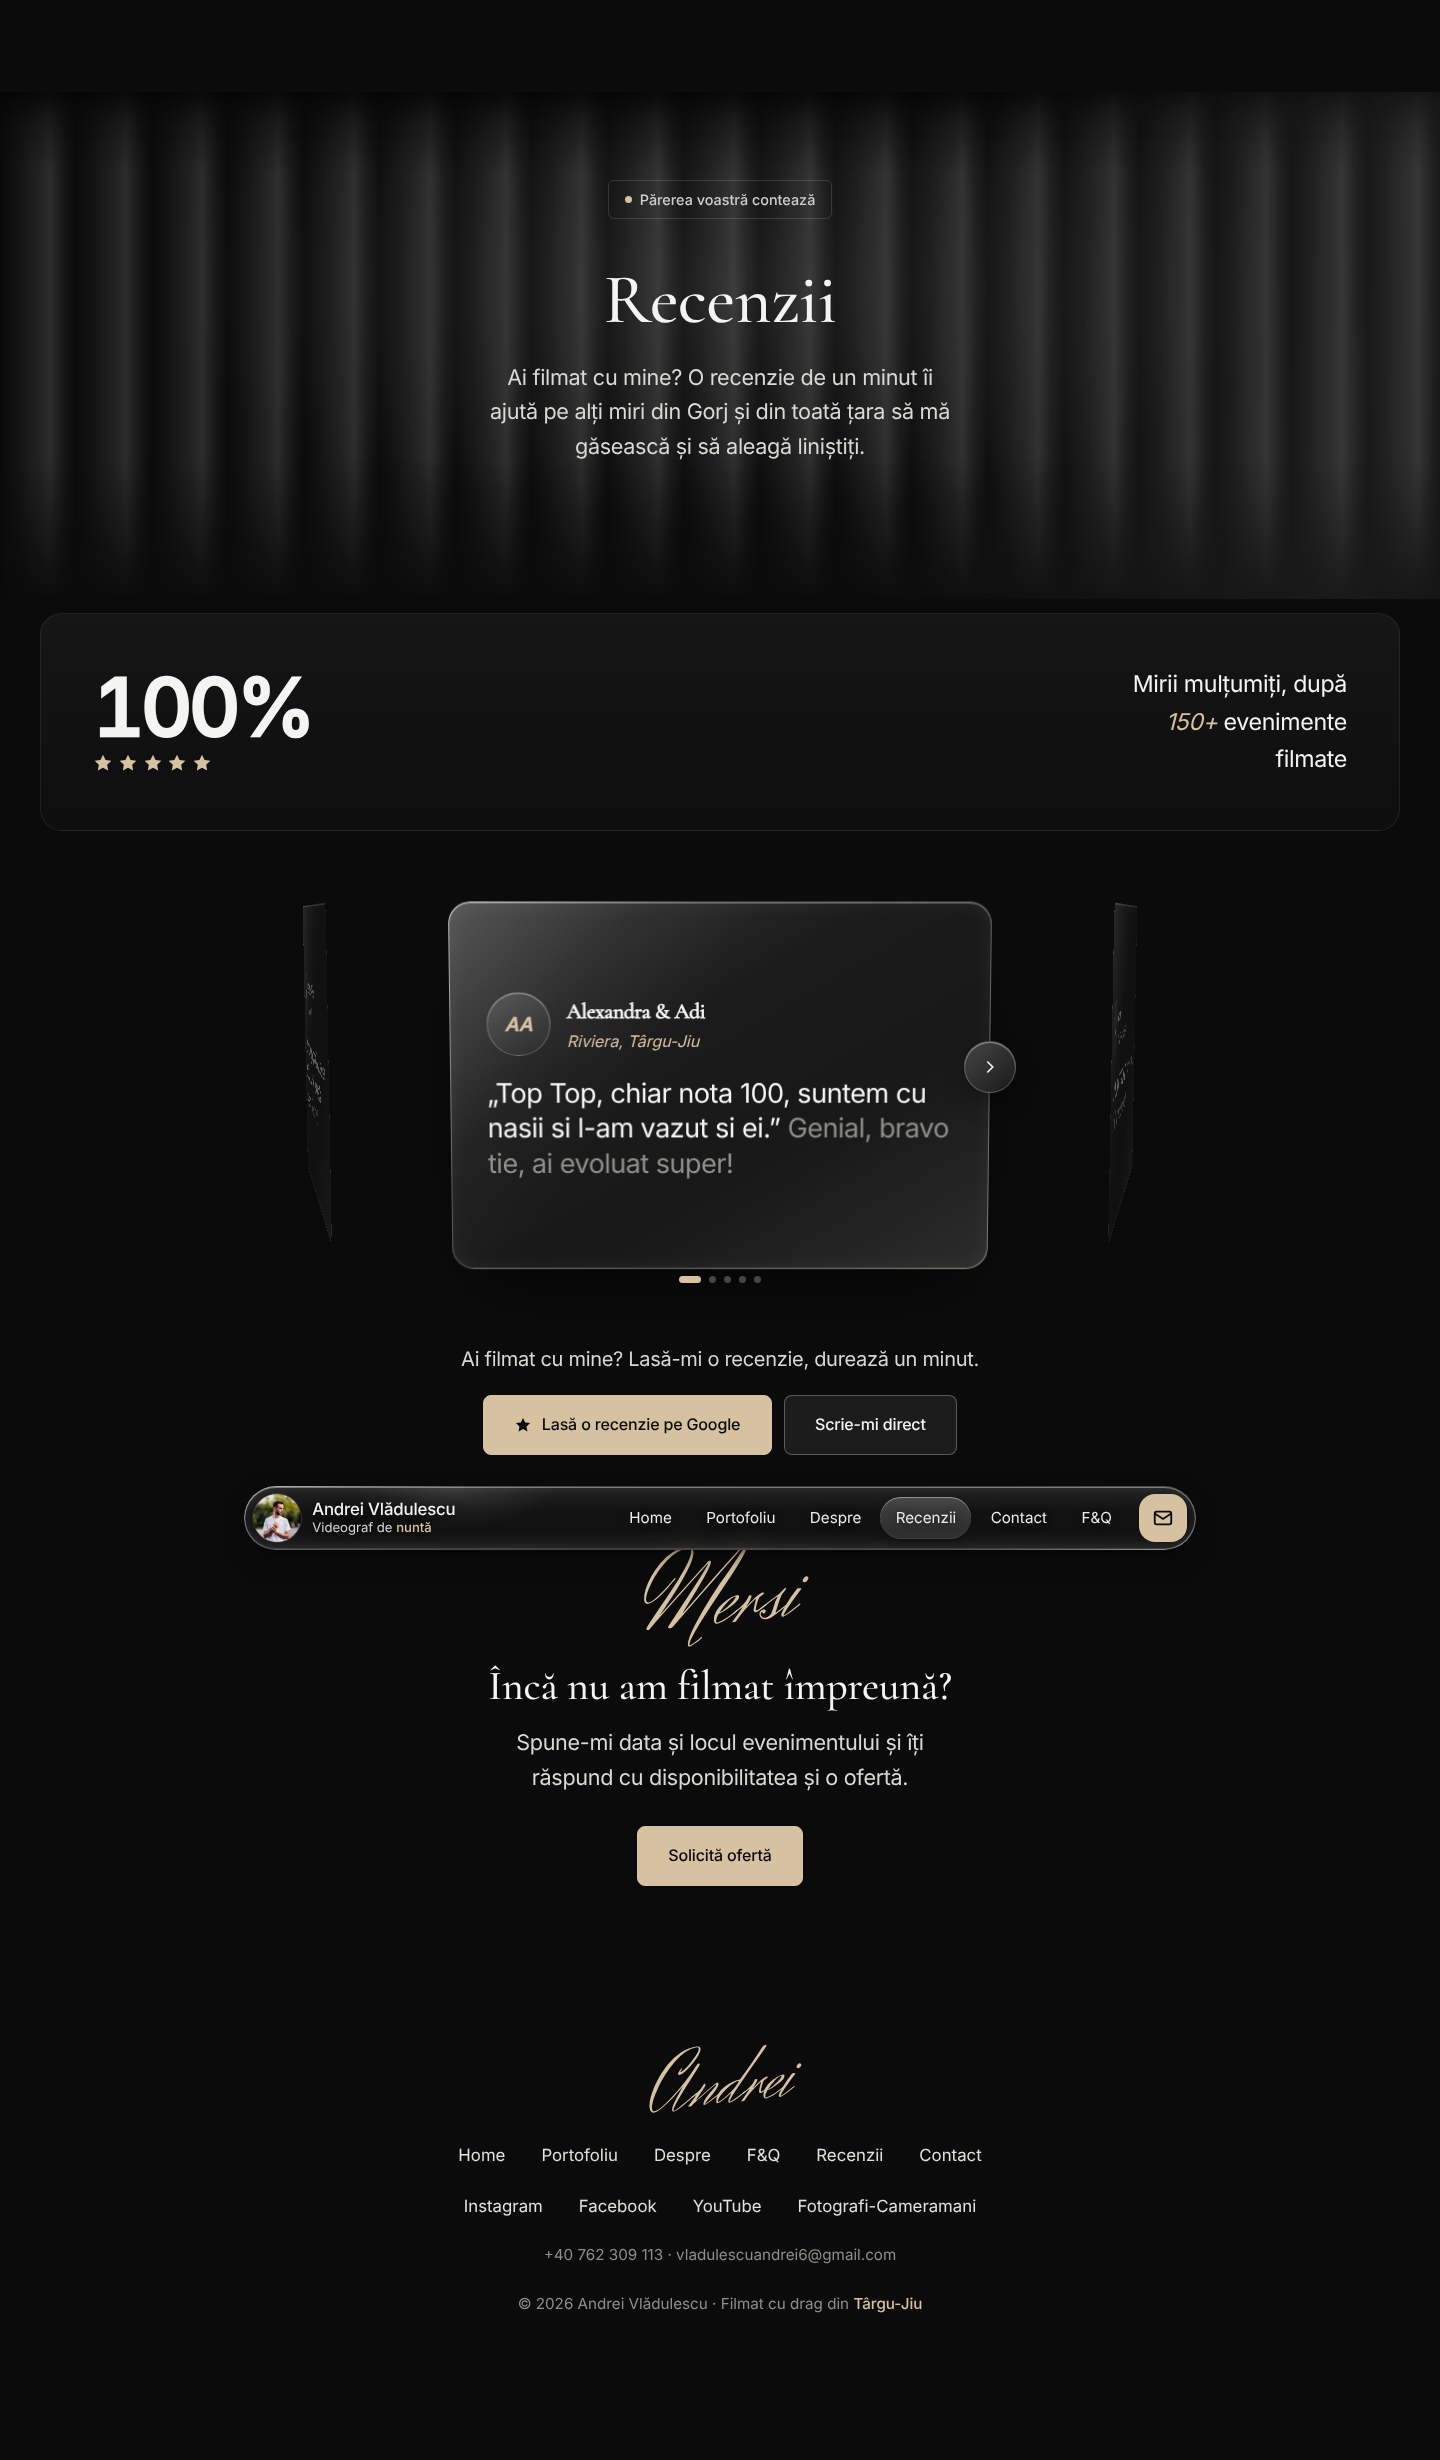 Părerea voastră contează
Recenzii
Ai filmat cu mine? O recenzie de un minut îi
ajută pe alți miri din Gorj și din toată țara să mă
găsească și să aleagă liniștiți.
100%
Mirii mulțumiți, după
150+ evenimente
filmate
AA
Alexandra & Adi
Riviera, Târgu-Jiu
„Top Top, chiar nota 100, suntem cu
nasii si l-am vazut si ei.” Genial, bravo
tie, ai evoluat super!
Ai filmat cu mine? Lasă-mi o recenzie, durează un minut.
Lasă o recenzie pe Google
Scrie-mi direct
Andrei Vlădulescu
Videograf de nuntă
Home Portofoliu Despre Recenzii Contact F&Q
Mersi
Încă nu am filmat împreună?
Spune-mi data și locul evenimentului și îți
răspund cu disponibilitatea și o ofertă.
Solicită ofertă
Andrei
Home Portofoliu Despre F&Q Recenzii Contact
Instagram Facebook YouTube Fotografi-Cameramani
+40 762 309 113 · vladulescuandrei6@gmail.com
© 2026 Andrei Vlădulescu · Filmat cu drag din Târgu-Jiu